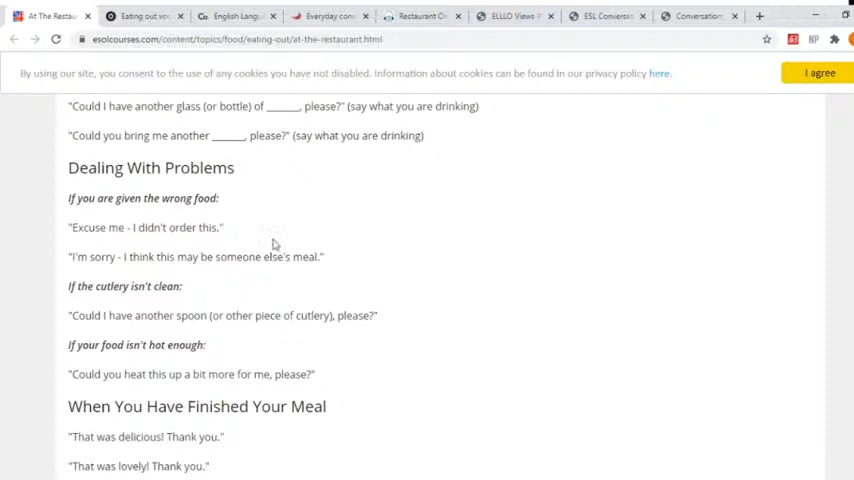 At The Restau
Eating out voc
English Langu
Everyday con
Restaurant O
ELLLO Views P
ESL Conversa
Conversation
esolcourses.com/content/topics/food/eating-out/at-the-restaurant.html
NP
By using our site, you consent to the use of any cookies you have not disabled. Information about cookies can be found in our privacy policy here.
I agree
"Could I have another glass (or bottle) of ______, please?" (say what you are drinking)
"Could you bring me another ______, please?" (say what you are drinking)
Dealing With Problems
If you are given the wrong food:
"Excuse me - I didn't order this."
"I'm sorry - I think this may be someone else's meal."
If the cutlery isn't clean:
"Could I have another spoon (or other piece of cutlery), please?"
If your food isn't hot enough:
"Could you heat this up a bit more for me, please?"
When You Have Finished Your Meal
"That was delicious! Thank you."
"That was lovely! Thank you."